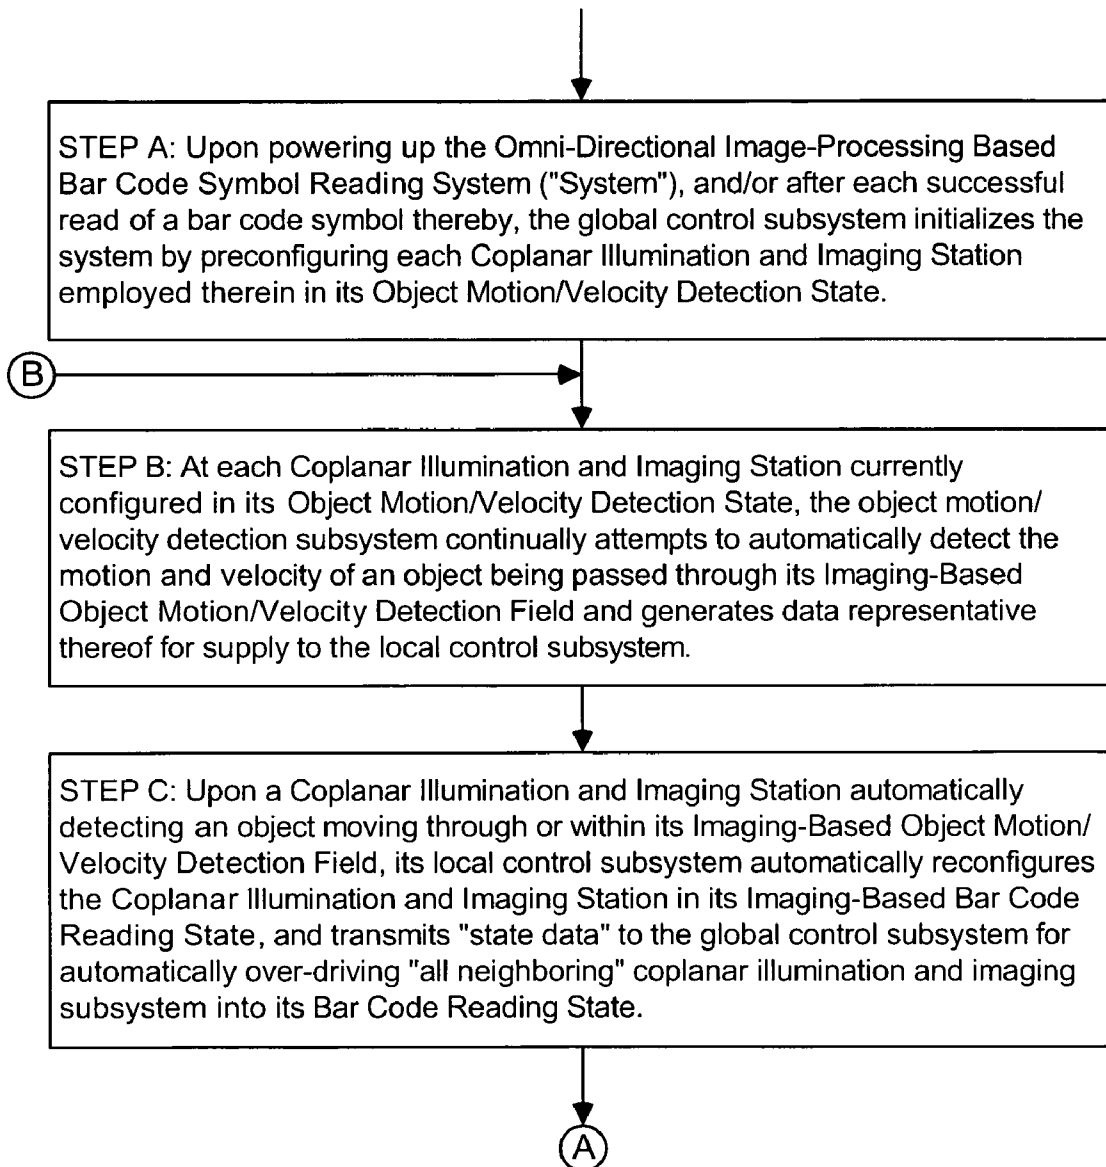 STEP A: Upon powering up the Omni-Directional Image-Processing Based
Bar Code Symbol Reading System ("System"), and/or after each successful
read of a bar code symbol thereby, the global control subsystem initializes the
system by preconfiguring each Coplanar Illumination and Imaging Station
employed therein in its Object Motion/Velocity Detection State.
B
STEP B: At each Coplanar Illumination and Imaging Station currently
configured in its Object Motion/Velocity Detection State, the object motion/
velocity detection subsystem continually attempts to automatically detect the
motion and velocity of an object being passed through its Imaging-Based
Object Motion/Velocity Detection Field and generates data representative
thereof for supply to the local control subsystem.
STEP C: Upon a Coplanar Illumination and Imaging Station automatically
detecting an object moving through or within its Imaging-Based Object Motion/
Velocity Detection Field, its local control subsystem automatically reconfigures
the Coplanar Illumination and Imaging Station in its Imaging-Based Bar Code
Reading State, and transmits "state data" to the global control subsystem for
automatically over-driving "all neighboring" coplanar illumination and imaging
subsystem into its Bar Code Reading State.
A